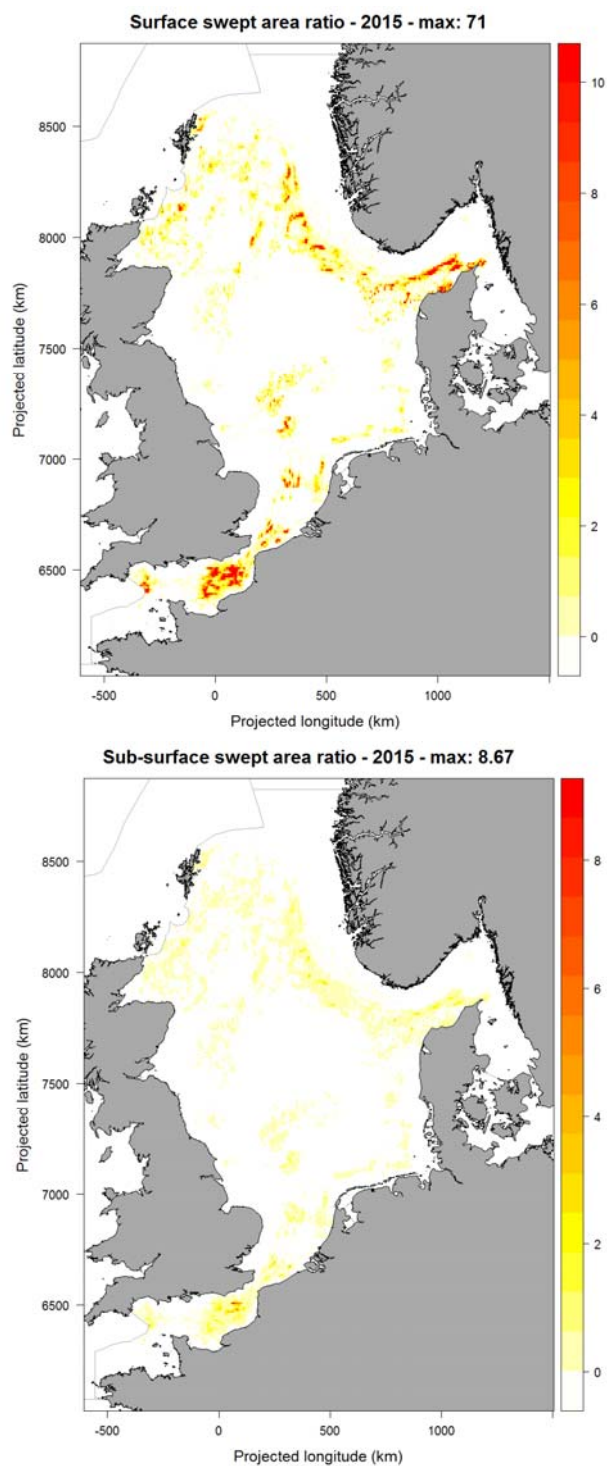 Surface swept area ratio - 2015 - max: 71
10
8500
8
8000
6
Projected latitude (km)
7500
4
7000
2
6500
0
-500 0 500 1000
Projected longitude (km)
Sub-surface swept area ratio - 2015 - max: 8.67
8500
8
8000
6
Projected latitude (km)
7500
4
7000
2
6500
0
-500 0 500 1000
Projected longitude (km)